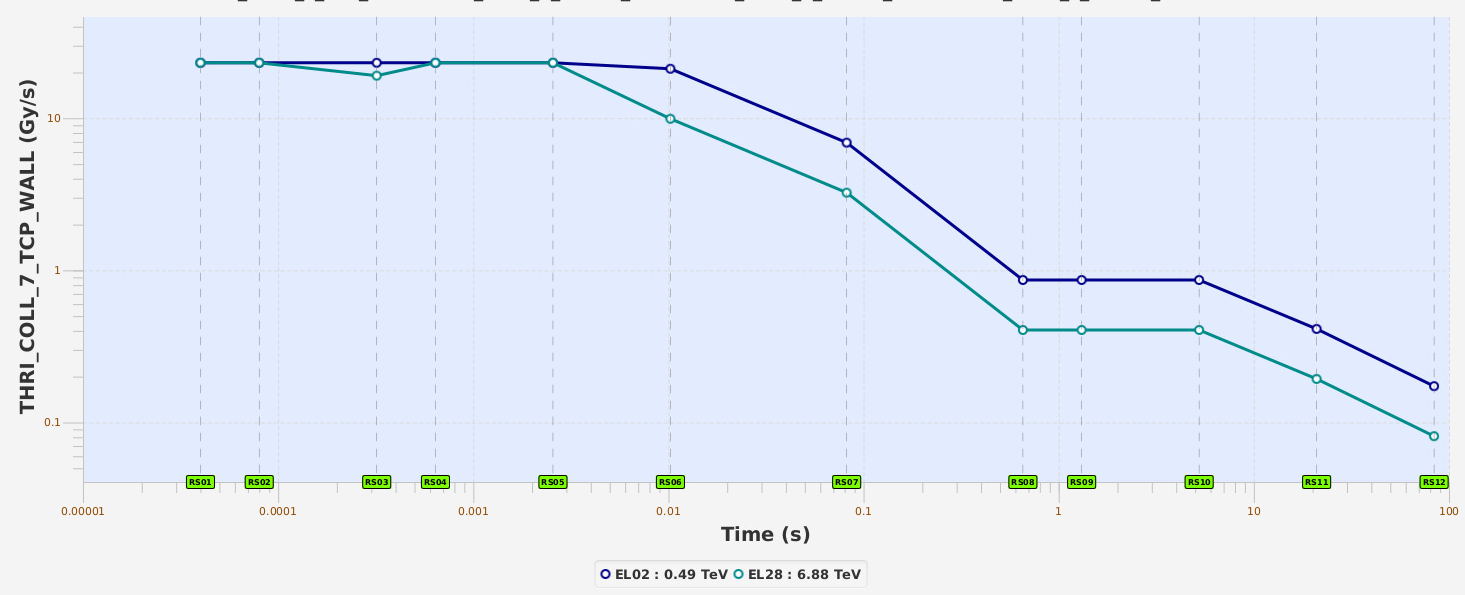 THRI_COLL_7_TCP_WALL (Gy/s)
10
1
0.1
RS01 RS02 RS03 RS04 RS05 RS06 RS07 RS08 RS09 RS10 RS11 RS12
0.00001 0.0001 0.001 0.01 0.1 1 10 100
Time (s)
EL02 : 0.49 TeV EL28 : 6.88 TeV